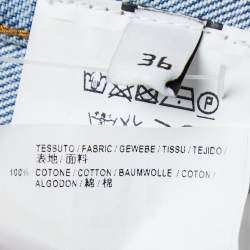 36
P
TESSUTO / FABRIC / GEWEBE / TISSU / TEJIDO /
表地 / 面料
100% COTONE / COTTON / BAUMWOLLE / COTON /
ALGODON / 綿 / 棉